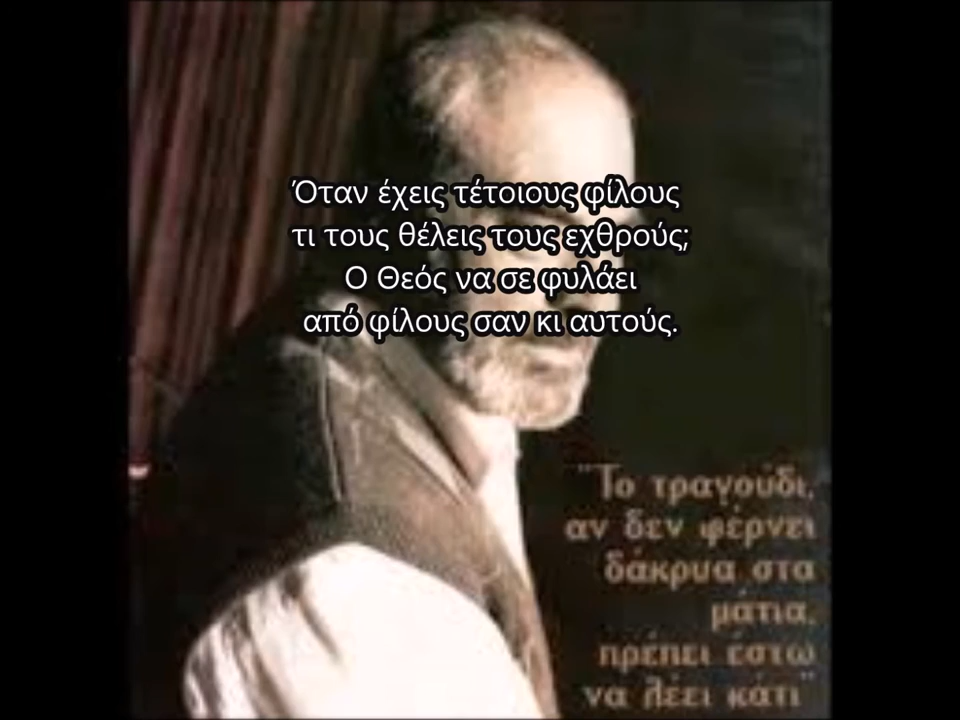 Όταν έχεις τέτοιους φίλους
τι τους θέλεις τους εχθρούς;
Ο Θεός να σε φυλάει
από φίλους σαν κι αυτούς.
"Το τραγούδι,
αν δεν φέρνει
δάκρυα στα
μάτια,
πρέπει έστω
να λέει κάτι"